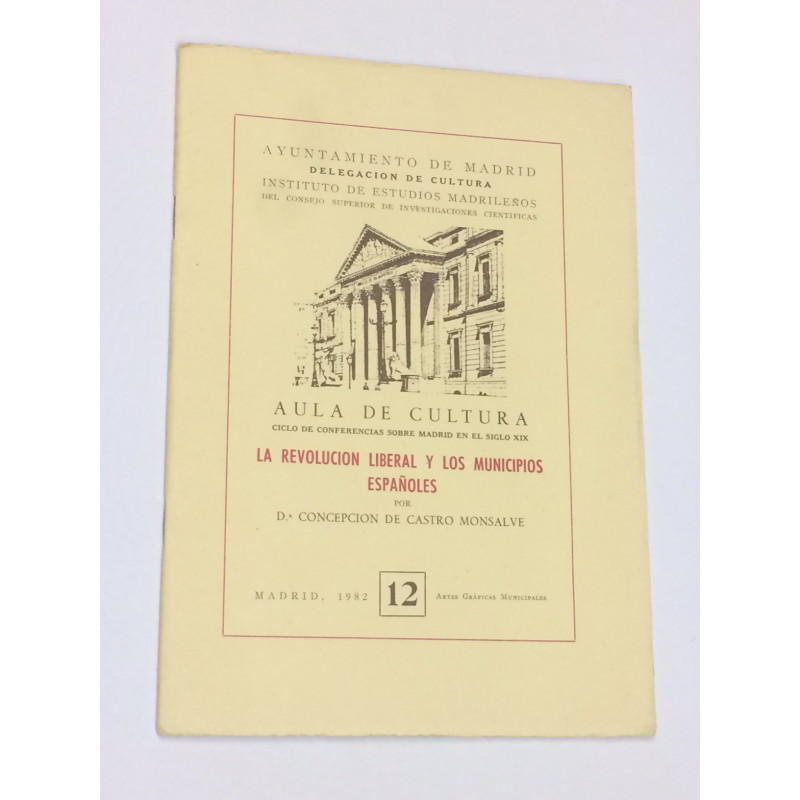 AYUNTAMIENTO DE MADRID
DELEGACION DE CULTURA
INSTITUTO DE ESTUDIOS MADRILEÑOS
DEL CONSEJO SUPERIOR DE INVESTIGACIONES CIENTIFICAS
AULA DE CULTURA
CICLO DE CONFERENCIAS SOBRE MADRID EN EL SIGLO XIX
LA REVOLUCION LIBERAL Y LOS MUNICIPIOS
ESPAÑOLES
POR
D.ª CONCEPCION DE CASTRO MONSALVE
MADRID, 1982 12 ARTES GRÁFICAS MUNICIPALES